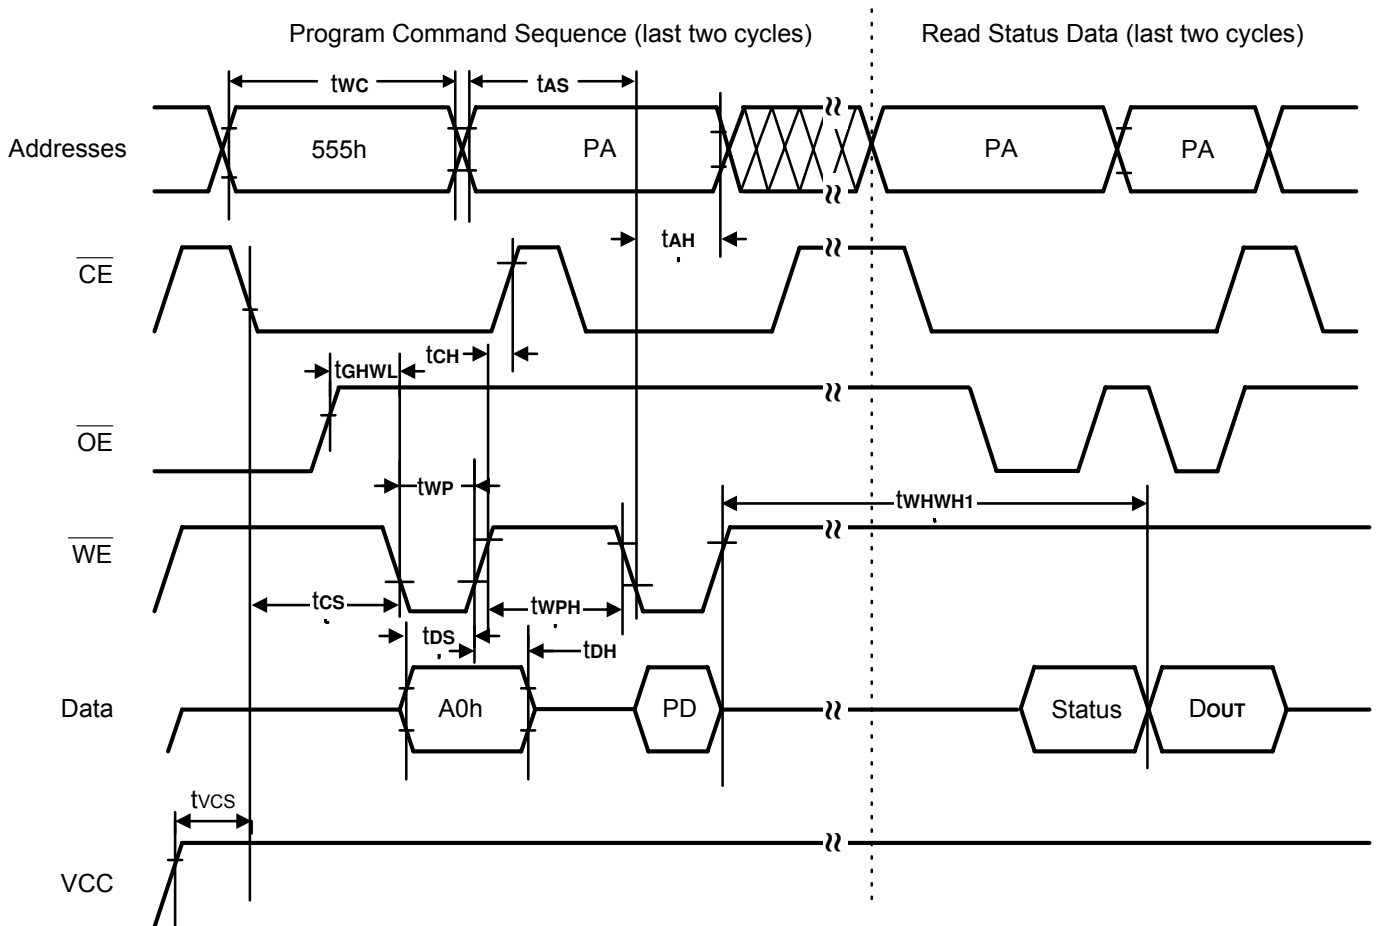 Program Command Sequence (last two cycles) Read Status Data (last two cycles)
tWC tAS
Addresses 555h PA PA PA
tAH
CE
tGHWL tCH
OE
tWP tWHWH1
WE
tCS tWPH
tDS tDH
Data A0h PD Status DOUT
tVCS
VCC